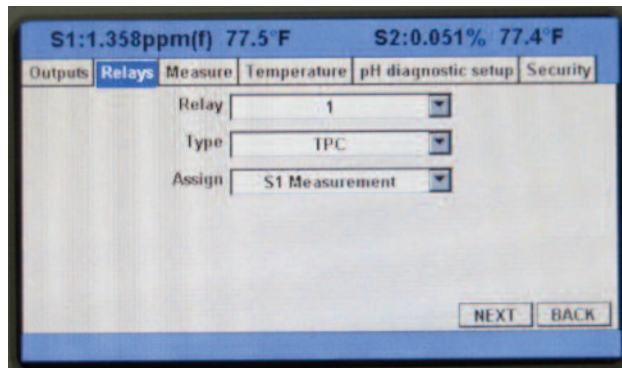 S1:1.358ppm(f) 77.5°F S2:0.051% 77.4°F
Outputs Relays Measure Temperature pH diagnostic setup Security
Relay 1
Type TPC
Assign S1 Measurement
NEXT BACK